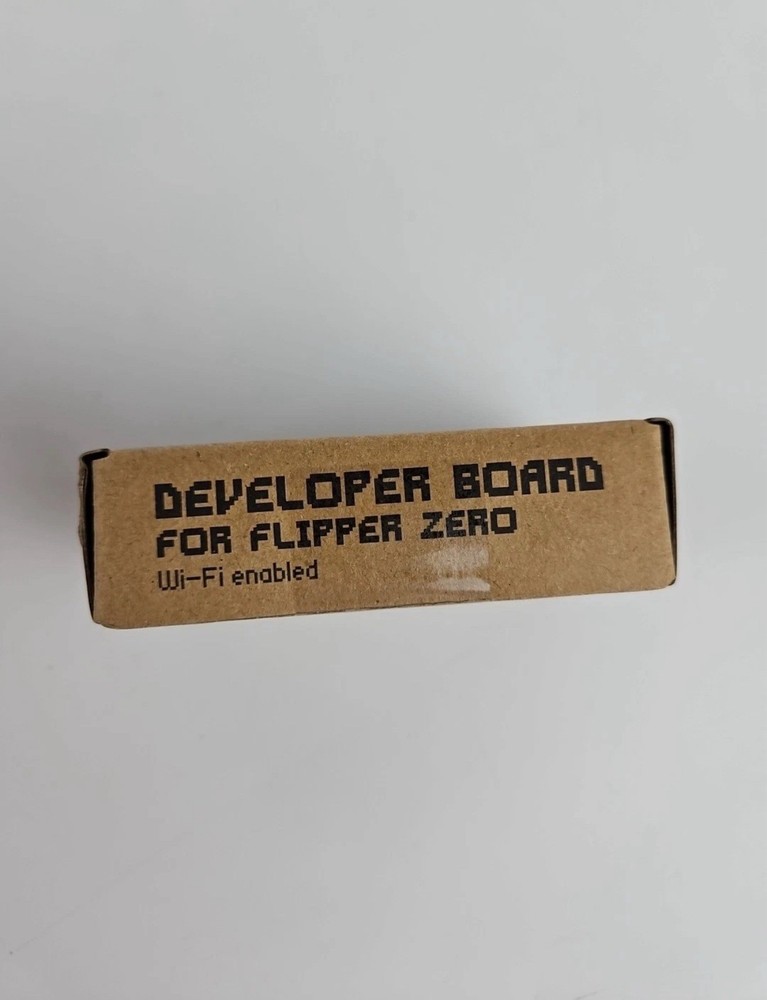 DEVELOPER BOARD
FOR FLIPPER ZERO
Wi-Fi enabled